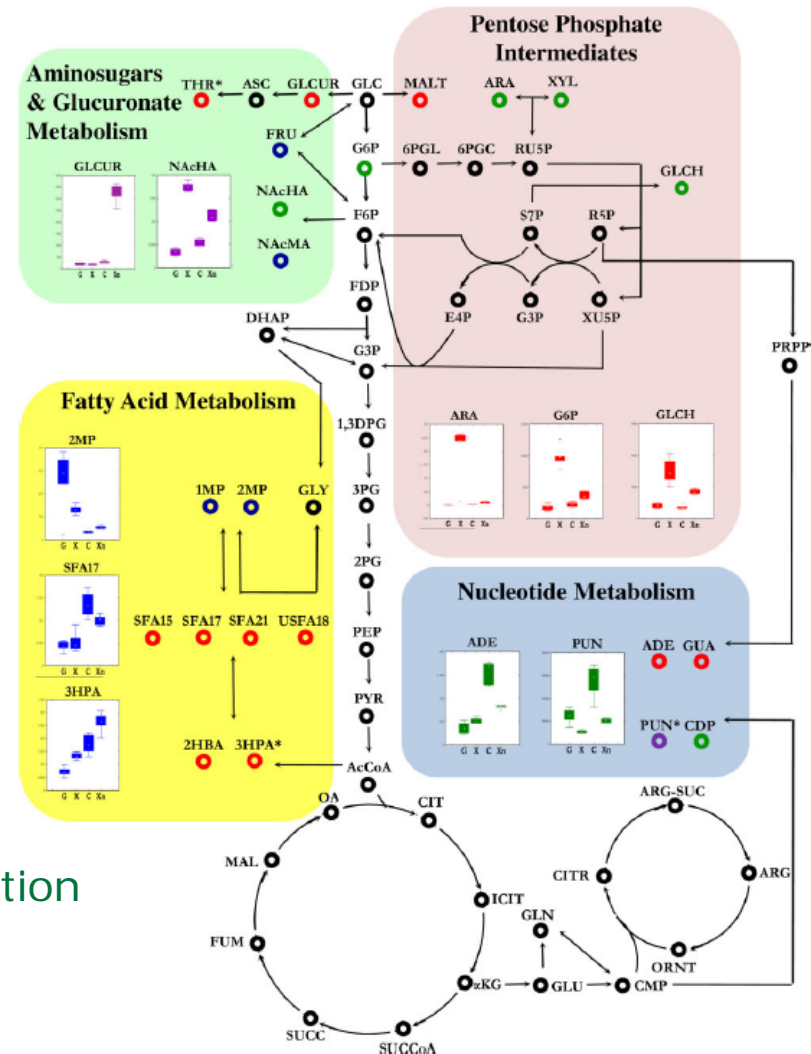 Pentose Phosphate
Intermediates
Aminosugars
& Glucuronate
Metabolism
THR* ASC GLCUR GLC MALT
ARA XYL
FRU
G6P 6PGL 6PGC RU5P
GLCH
GLCUR NAcHA
G X C Xn
G X C Xn
NAcHA
NAcMA
F6P
S7P R5P
FDP
DHAP
E4P G3P XU5P
G3P
PRPP
Fatty Acid Metabolism
2MP
G X C Xn
1MP 2MP GLY
1,3DPG
ARA G6P GLCH
G X C Xn
G X C Xn
G X C Xn
3PG
2PG
SFA17
G X C Xn
SFA15 SFA17 SFA21 USFA18
PEP
Nucleotide Metabolism
ADE PUN
G X C Xn
G X C Xn
ADE GUA
PUN* CDP
3HPA
G X C Xn
PYR
2HBA 3HPA*
AcCoA
OA CIT
MAL
ICIT
FUM
αKG
SUCC
SUCCoA
GLN
GLU CMP
ARG-SUC
CITR ARG
ORNT
tion